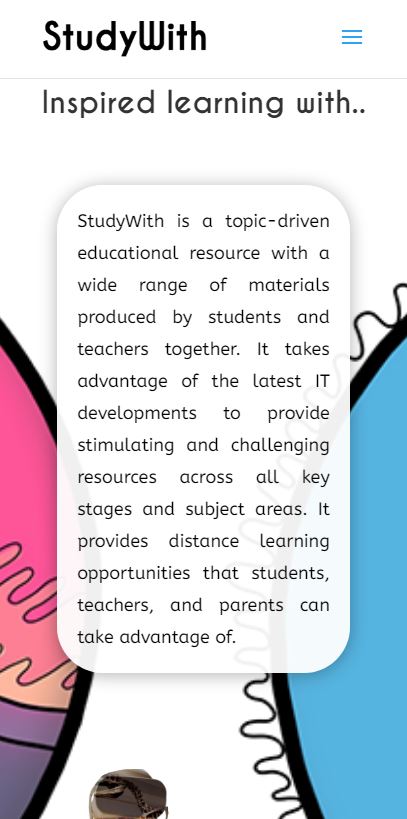 StudyWith
Inspired learning with..
StudyWith is a topic-driven
educational resource with a
wide range of materials
produced by students and
teachers together. It takes
advantage of the latest IT
developments to provide
stimulating and challenging
resources across all key
stages and subject areas. It
provides distance learning
opportunities that students,
teachers, and parents can
take advantage of.